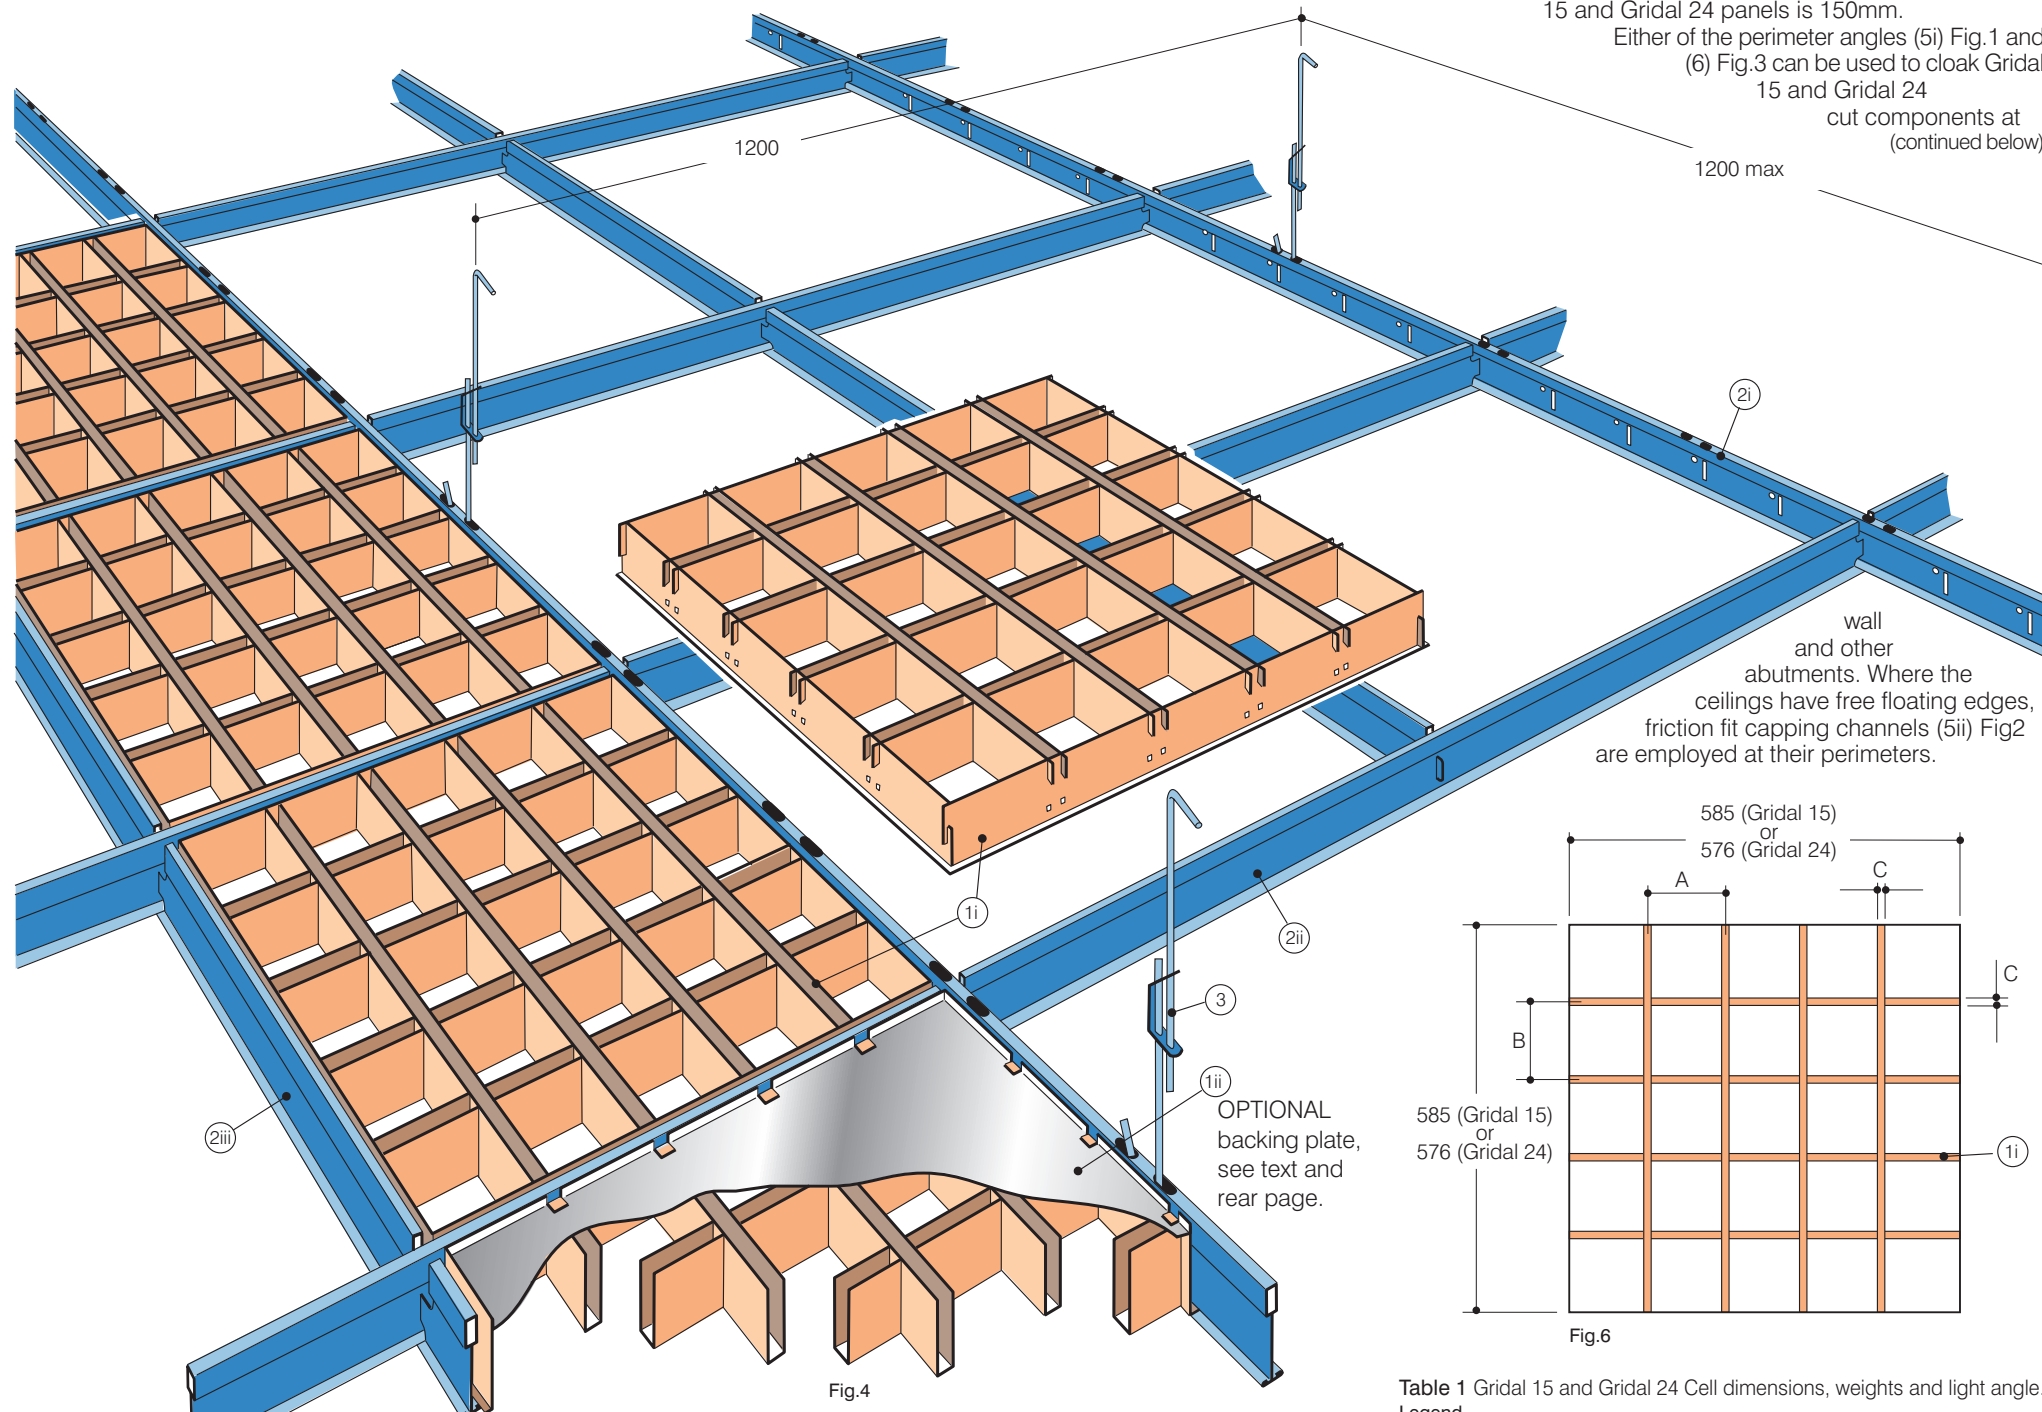 15 and Gridal 24 panels is 150mm.
Either of the perimeter angles (5i) Fig.1 and
(6) Fig.3 can be used to cloak Gridal
15 and Gridal 24
cut components at
(continued below)
1200
1200 max
2i
wall
and other
abutments. Where the
ceilings have free floating edges,
friction fit capping channels (5ii) Fig2
are employed at their perimeters.
1i
2ii
3
1ii
OPTIONAL
backing plate,
see text and
rear page.
2iii
Fig.4
585 (Gridal 15)
or
576 (Gridal 24)
A
C
C
B
585 (Gridal 15)
or
576 (Gridal 24)
1i
Fig.6
Table 1 Gridal 15 and Gridal 24 Cell dimensions, weights and light angle.
Legend